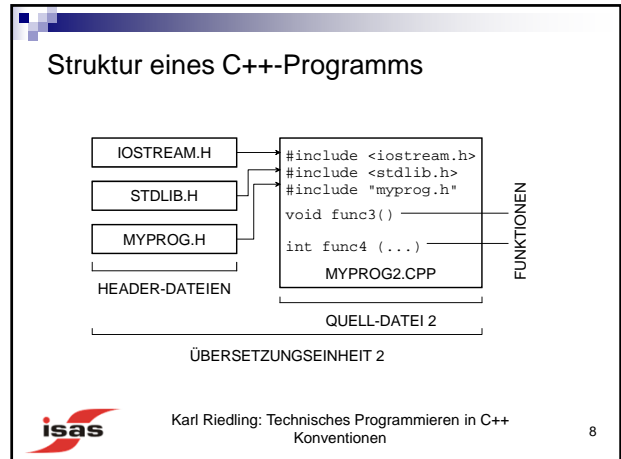 Struktur eines C++-Programms
IOSTREAM.H
STDLIB.H
MYPROG.H
HEADER-DATEIEN
#include <iostream.h>
#include <stdlib.h>
#include "myprog.h"
void func3()
int func4 (...)
MYPROG2.CPP
FUNKTIONEN
QUELL-DATEI 2
ÜBERSETZUNGSEINHEIT 2
isas
Karl Riedling: Technisches Programmieren in C++
Konventionen
8